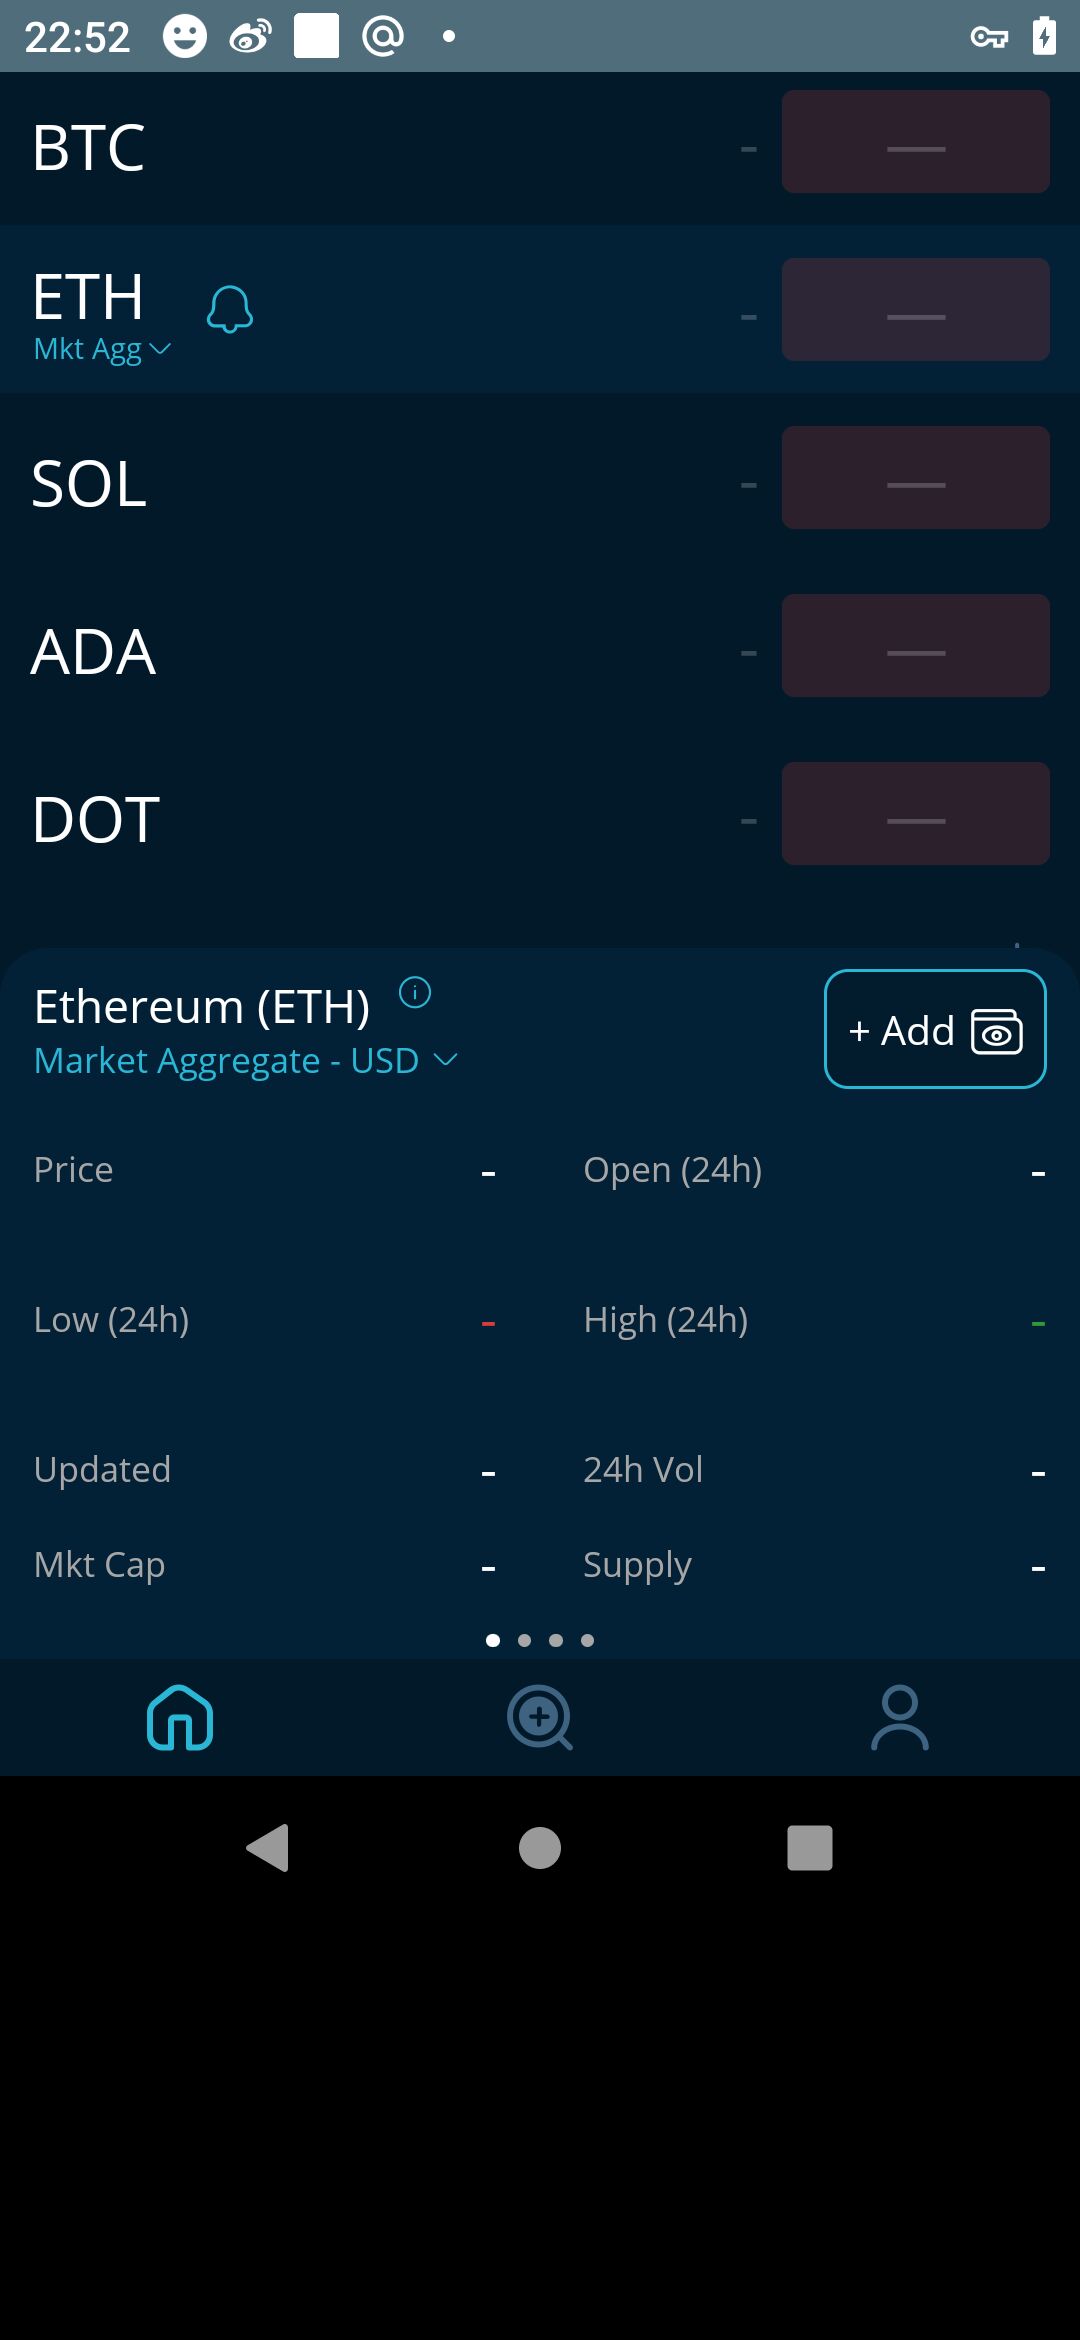 22:52
BTC - —
ETH
Mkt Agg
- —
SOL - —
ADA - —
DOT - —
Ethereum (ETH)
Market Aggregate - USD
+ Add
Price - Open (24h) -
Low (24h) - High (24h) -
Updated - 24h Vol -
Mkt Cap - Supply -